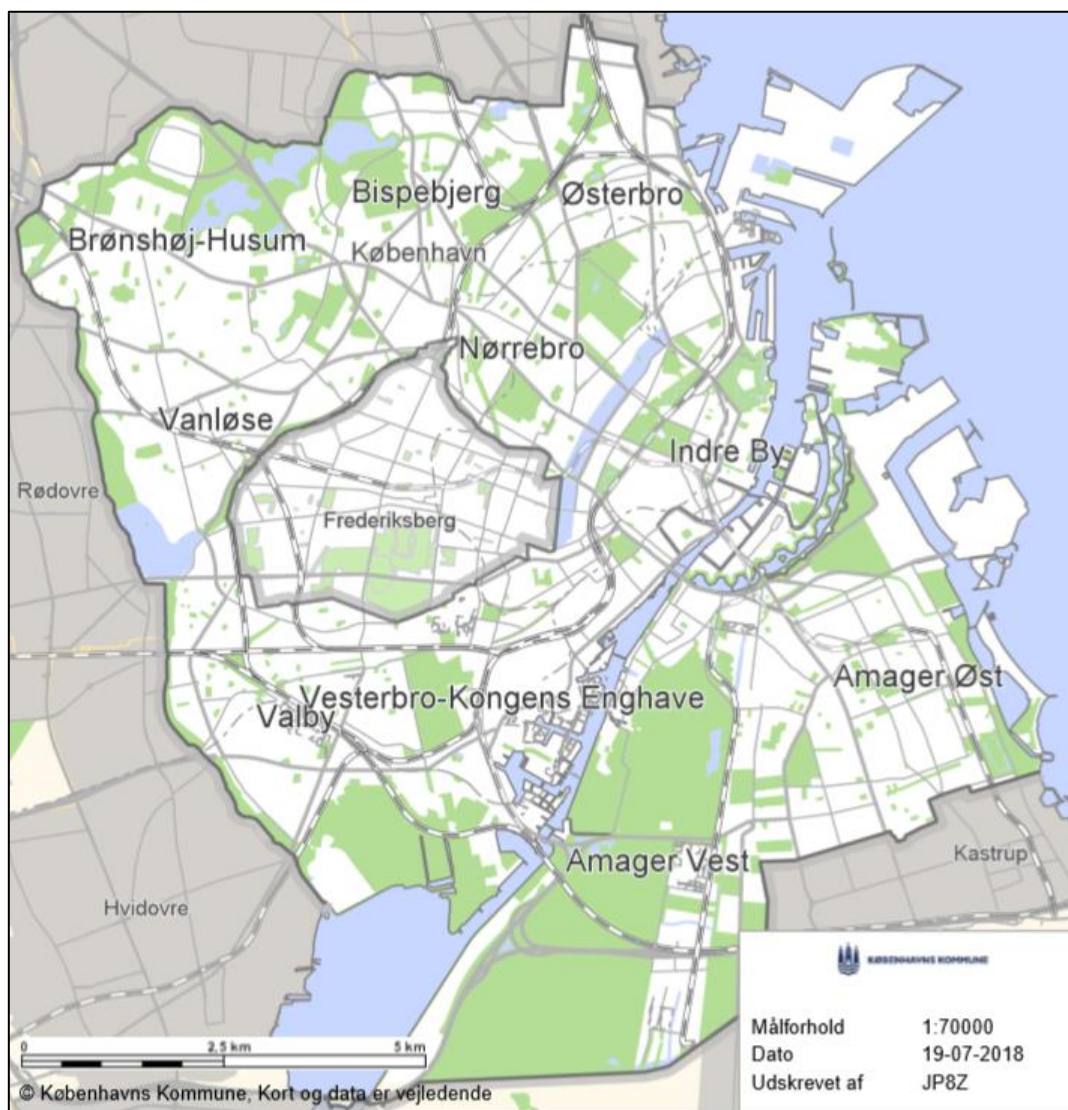 Bispebjerg
Østerbro
Brønshøj-Husum
København
Nørrebro
Vanløse
Indre By
Rødovre
Frederiksberg
Amager Øst
Vesterbro-Kongens Enghave
Valby
Amager Vest
Kastrup
Hvidovre
KØBENHAVNS KOMMUNE
Målforhold 1:70000
Dato 19-07-2018
Udskrevet af JP8Z
0 2,5 km 5 km
© Københavns Kommune, Kort og data er vejledende